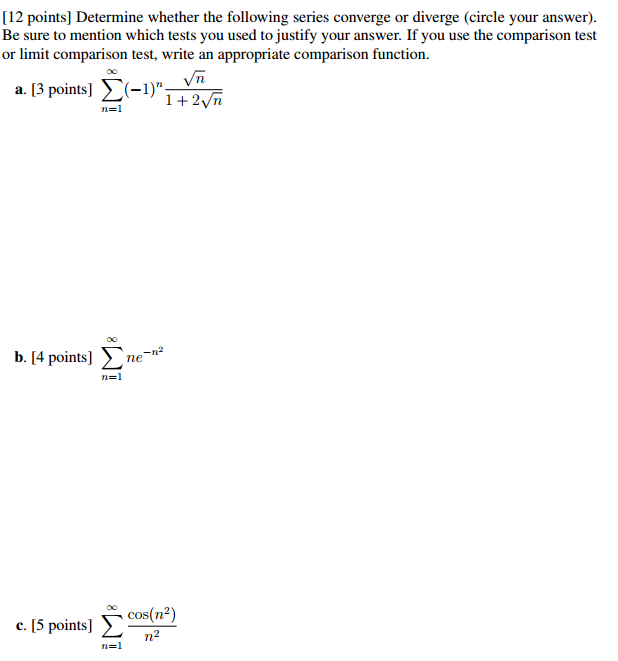 [12 points] Determine whether the following series converge or diverge (circle your answer).
Be sure to mention which tests you used to justify your answer. If you use the comparison test
or limit comparison test, write an appropriate comparison function.
a. [3 points] $\sum_{n=1}^{\infty} (-1)^n \frac{\sqrt{n}}{1+2\sqrt{n}}$
b. [4 points] $\sum_{n=1}^{\infty} ne^{-n^2}$
c. [5 points] $\sum_{n=1}^{\infty} \frac{\cos(n^2)}{n^2}$